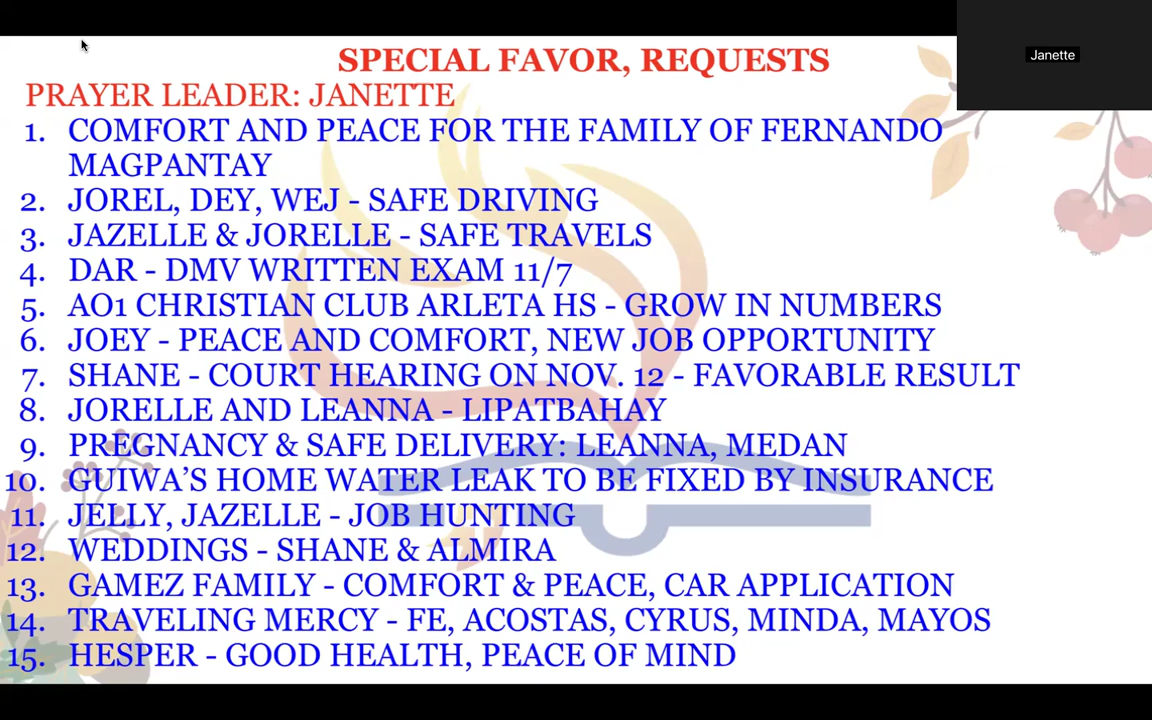 SPECIAL FAVOR, REQUESTS
Janette
PRAYER LEADER: JANETTE
1. COMFORT AND PEACE FOR THE FAMILY OF FERNANDO
MAGPANTAY
2. JOREL, DEY, WEJ - SAFE DRIVING
3. JAZELLE & JORELLE - SAFE TRAVELS
4. DAR - DMV WRITTEN EXAM 11/7
5. AO1 CHRISTIAN CLUB ARLETA HS - GROW IN NUMBERS
6. JOEY - PEACE AND COMFORT, NEW JOB OPPORTUNITY
7. SHANE - COURT HEARING ON NOV. 12 - FAVORABLE RESULT
8. JORELLE AND LEANNA - LIPATBAHAY
9. PREGNANCY & SAFE DELIVERY: LEANNA, MEDAN
10. GUIWA'S HOME WATER LEAK TO BE FIXED BY INSURANCE
11. JELLY, JAZELLE - JOB HUNTING
12. WEDDINGS - SHANE & ALMIRA
13. GAMEZ FAMILY - COMFORT & PEACE, CAR APPLICATION
14. TRAVELING MERCY - FE, ACOSTAS, CYRUS, MINDA, MAYOS
15. HESPER - GOOD HEALTH, PEACE OF MIND